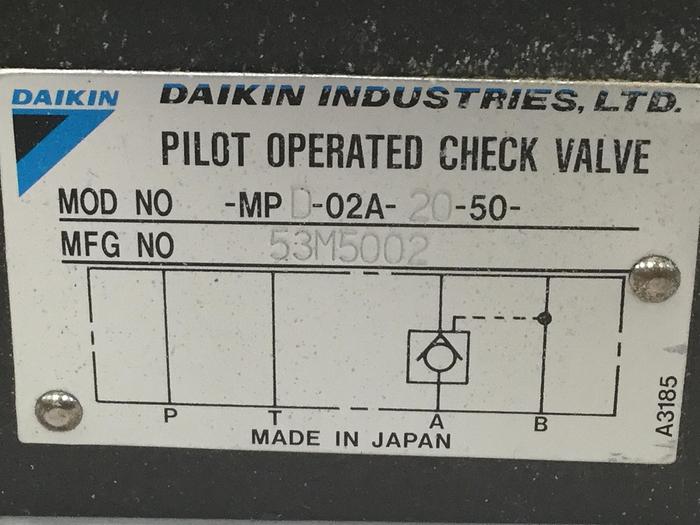 DAIKIN DAIKIN INDUSTRIES, LTD.
PILOT OPERATED CHECK VALVE
MOD NO -MPD-02A-20-50-
MFG NO 53M5002
P T A B
MADE IN JAPAN
A3185